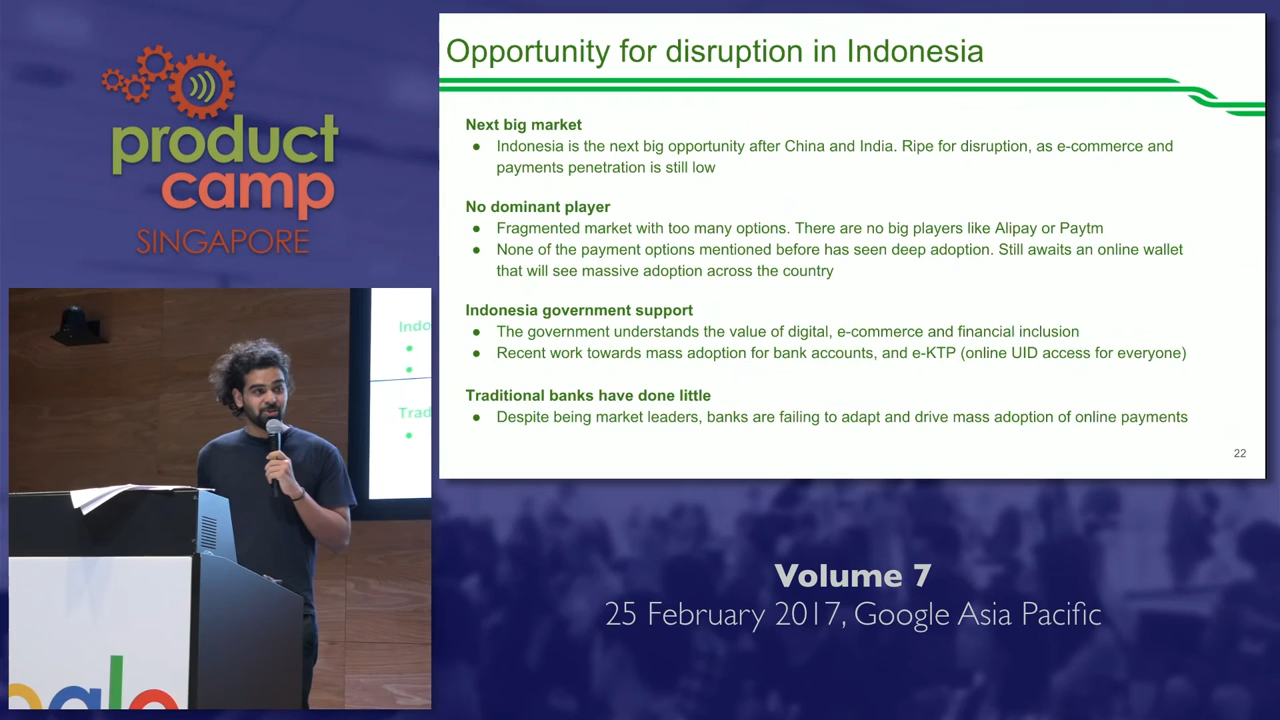 product
camp
SINGAPORE
Opportunity for disruption in Indonesia
Next big market
● Indonesia is the next big opportunity after China and India. Ripe for disruption, as e-commerce and
payments penetration is still low
No dominant player
● Fragmented market with too many options. There are no big players like Alipay or Paytm
● None of the payment options mentioned before has seen deep adoption. Still awaits an online wallet
that will see massive adoption across the country
Indonesia government support
● The government understands the value of digital, e-commerce and financial inclusion
● Recent work towards mass adoption for bank accounts, and e-KTP (online UID access for everyone)
Traditional banks have done little
● Despite being market leaders, banks are failing to adapt and drive mass adoption of online payments
22
Indo
Trad
ogle
Volume 7
25 February 2017, Google Asia Pacific